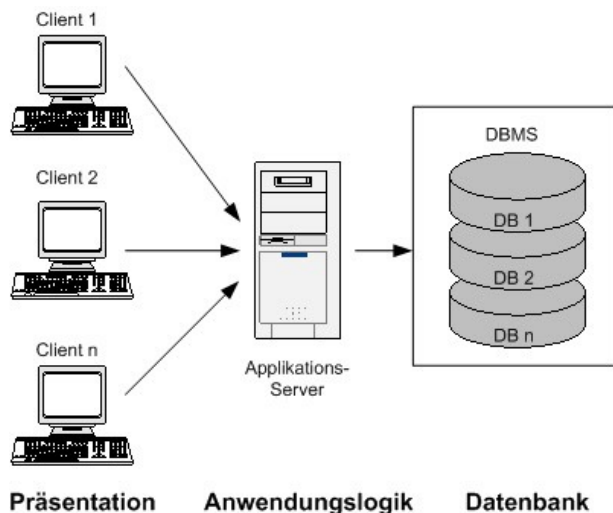 Client 1
Client 2
Client n
Applikations-
Server
DBMS
DB 1
DB 2
DB n
Präsentation
Anwendungslogik
Datenbank